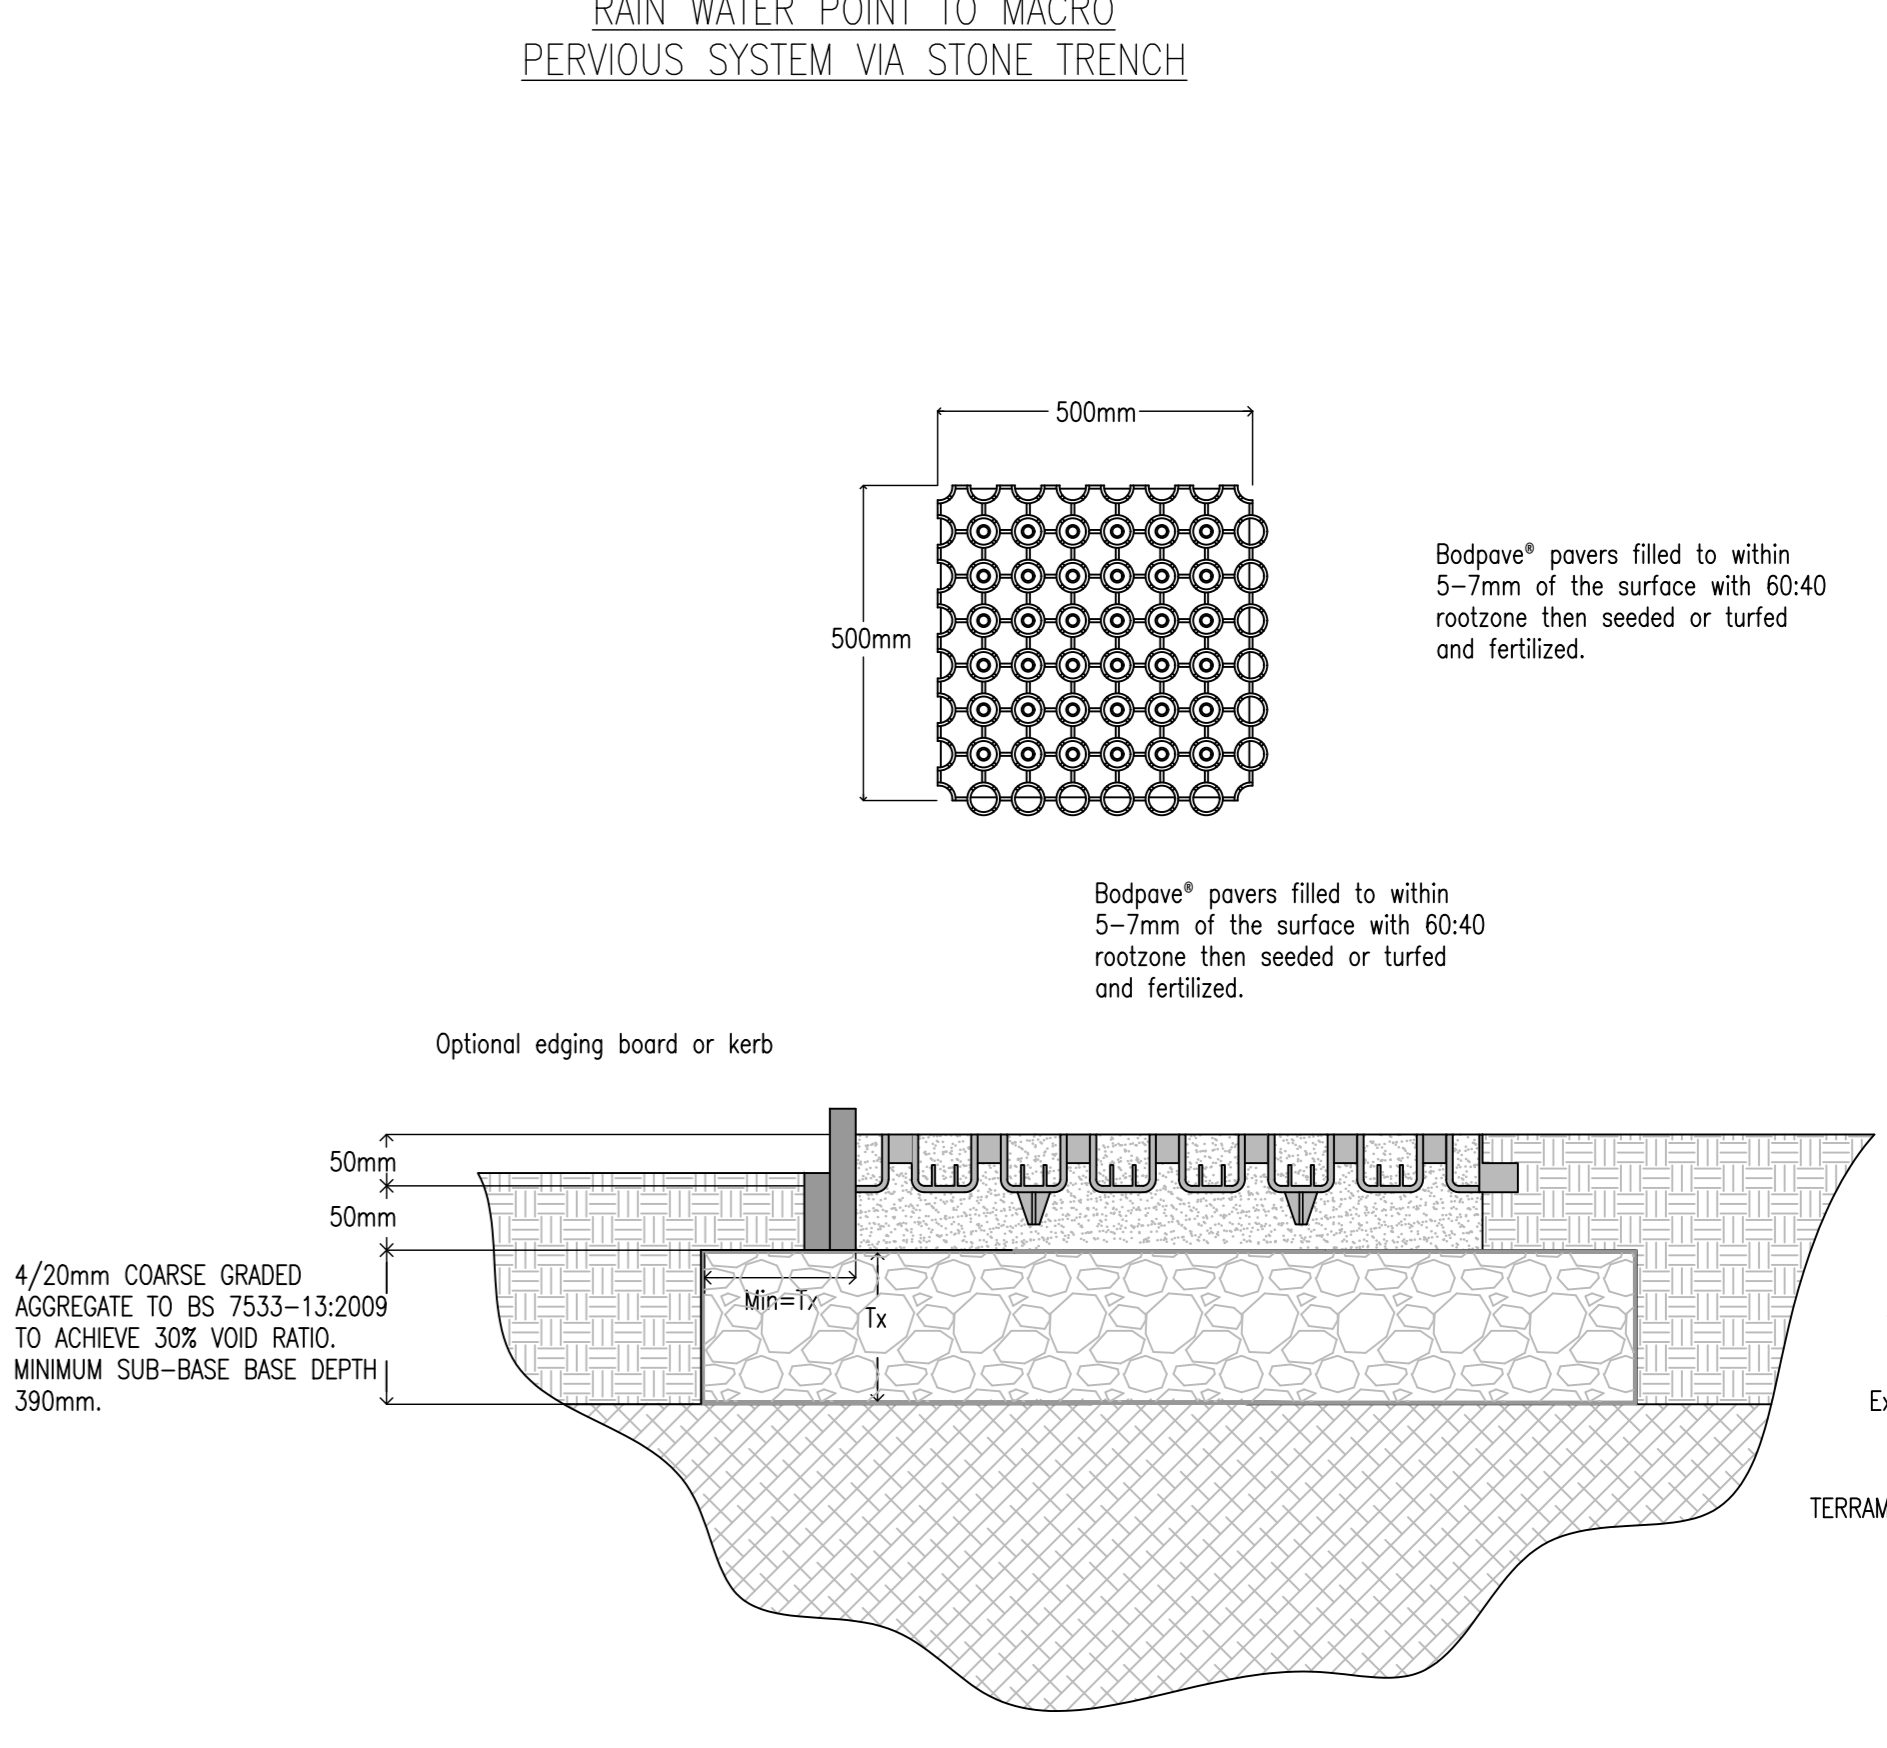 RAIN WATER POINT TO MACRO
PERVIOUS SYSTEM VIA STONE TRENCH
500mm
500mm
Bodpave® pavers filled to within
5-7mm of the surface with 60:40
rootzone then seeded or turfed
and fertilized.
Bodpave® pavers filled to within
5-7mm of the surface with 60:40
rootzone then seeded or turfed
and fertilized.
Optional edging board or kerb
50mm
50mm
4/20mm COARSE GRADED
AGGREGATE TO BS 7533-13:2009
TO ACHIEVE 30% VOID RATIO.
MINIMUM SUB-BASE BASE DEPTH
390mm.
Min=Tx
Tx
TERRAM